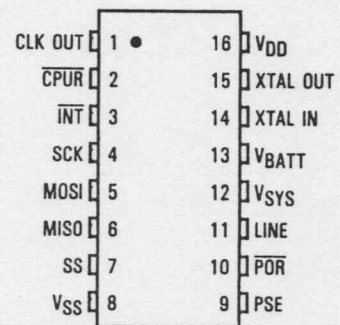 CLK OUT 1 16 VDD
CPUR 2 15 XTAL OUT
INT 3 14 XTAL IN
SCK 4 13 VBATT
MOSI 5 12 VSYS
MISO 6 11 LINE
SS 7 10 POR
VSS 8 9 PSE